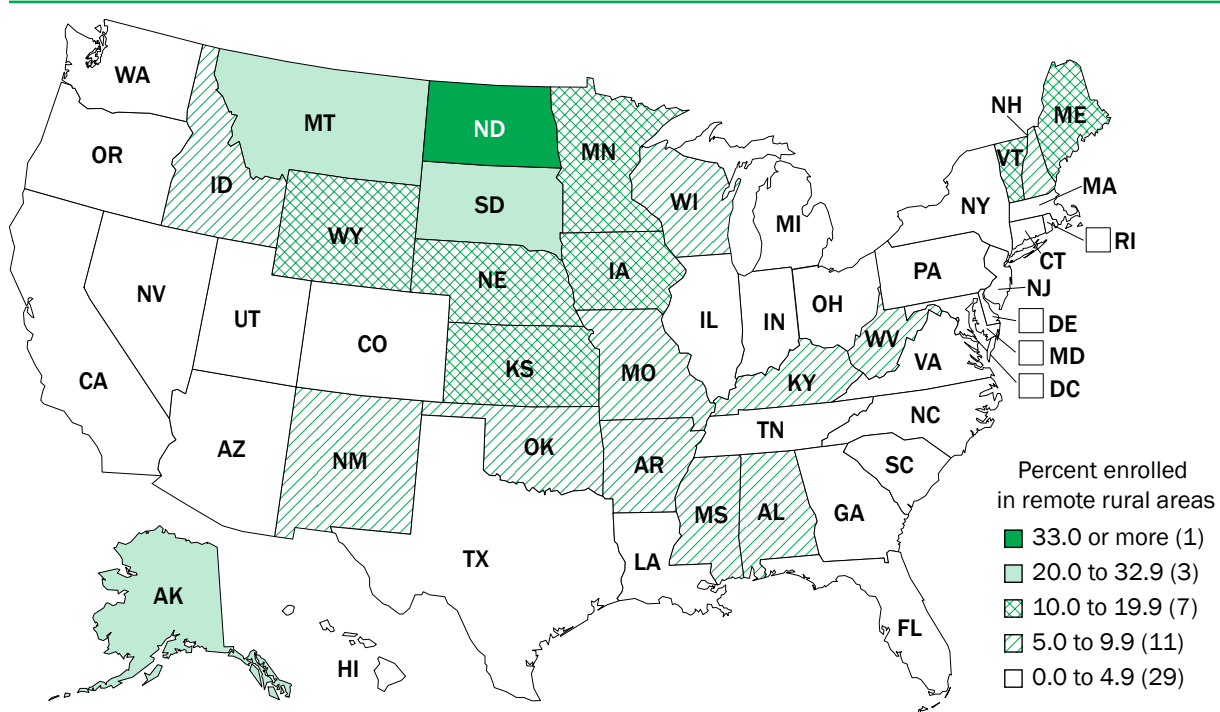 WA
MT
ND
MN
OR
ID
SD
WI
MI
NH
ME
VT
MA
NY
RI
CT
WY
IA
NE
PA
NJ
NV
UT
CO
IL
IN
OH
DE
MD
DC
WV
VA
CA
KS
MO
KY
AZ
NM
OK
AR
TN
NC
SC
MS
AL
GA
TX
LA
FL
AK
HI
Percent enrolled
in remote rural areas
33.0 or more (1)
20.0 to 32.9 (3)
10.0 to 19.9 (7)
5.0 to 9.9 (11)
0.0 to 4.9 (29)